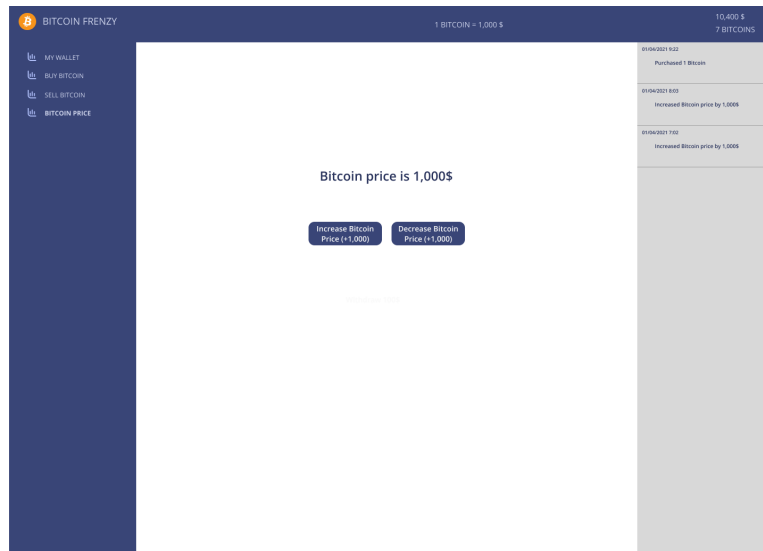 BITCOIN FRENZY
1 BITCOIN = 1,000 $
10,400 $
7 BITCOINS
MY WALLET
BUY BITCOIN
SELL BITCOIN
BITCOIN PRICE
Bitcoin price is 1,000$
Increase Bitcoin
Price (+1,000)
Decrease Bitcoin
Price (+1,000)
01/04/2021 9:22
Purchased 1 Bitcoin
01/04/2021 8:03
Increased Bitcoin price by 1,000$
01/04/2021 7:02
Increased Bitcoin price by 1,000$